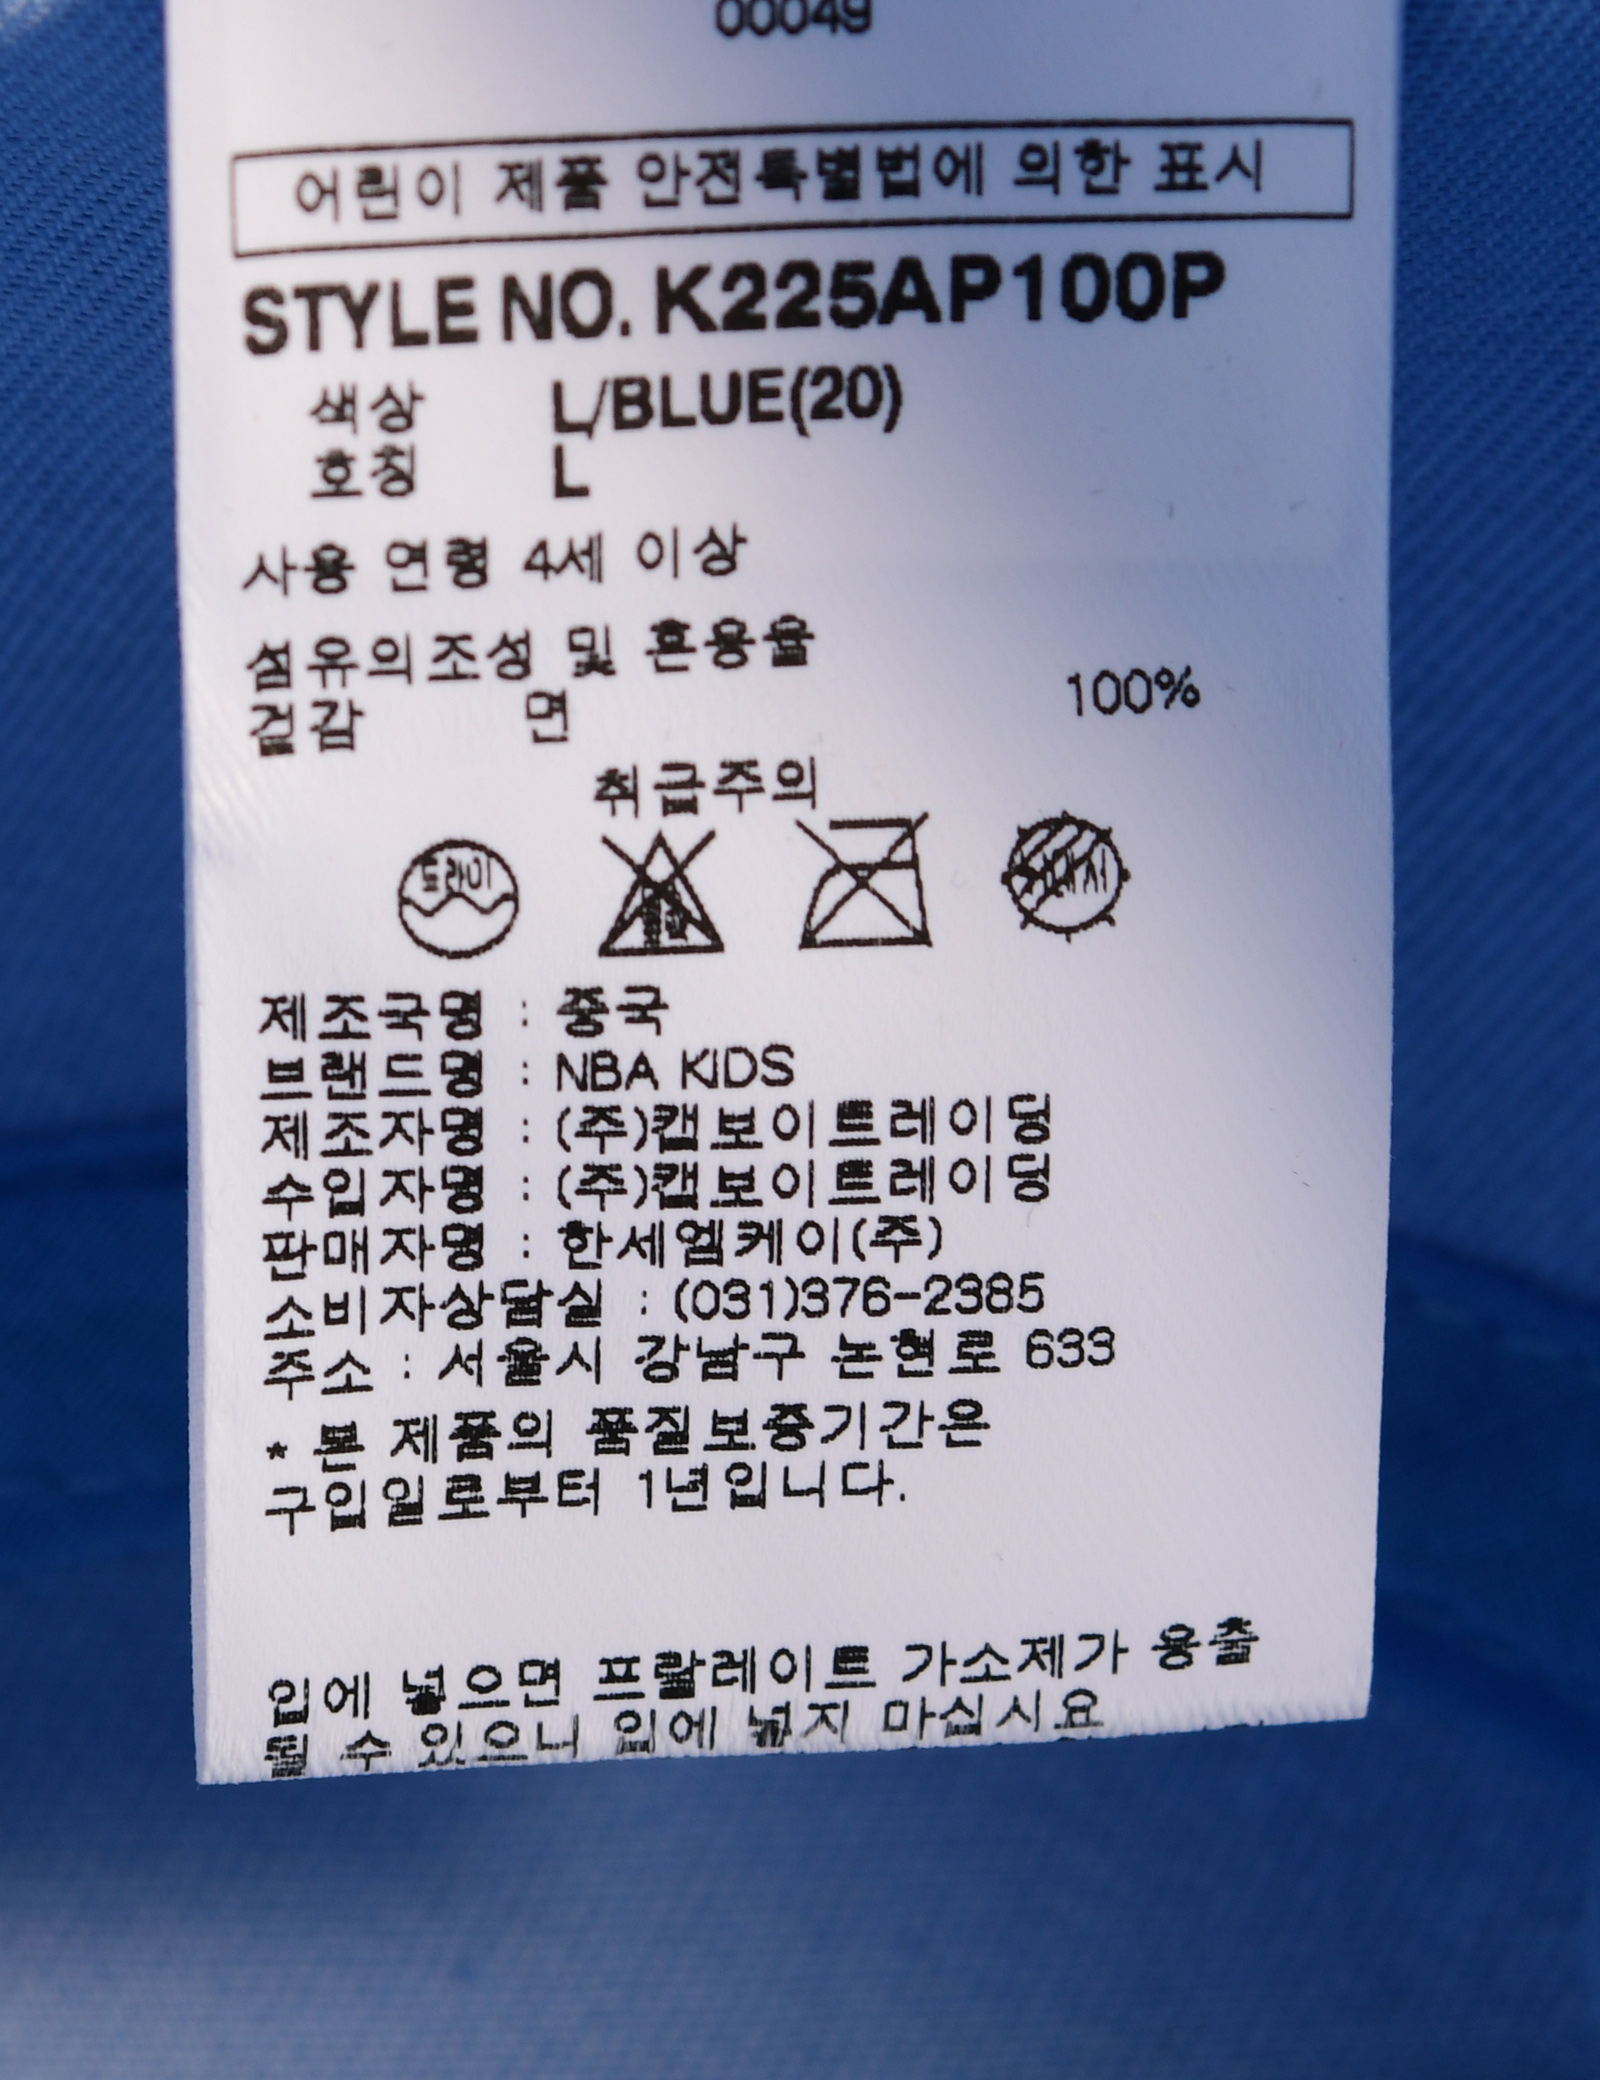 00049
어린이 제품 안전특별법에 의한 표시
STYLE NO. K225AP100P
색상 L/BLUE(20)
호칭 L
사용 연령 4세 이상
섬유의조성 및 혼용율
겉감 면 100%
취급주의
드라이
제조국명 : 중국
브랜드명 : NBA KIDS
제조자명 : (주)캡보이트레이딩
수입자명 : (주)캡보이트레이딩
판매자명 : 한세엠케이(주)
소비자상담실 : (031)376-2385
주소 : 서울시 강남구 논현로 633
* 본 제품의 품질보증기간은
구입일로부터 1년입니다.
입에 넣으면 프탈레이트 가소제가 용출
될 수 있으니 입에 넣지 마십시요